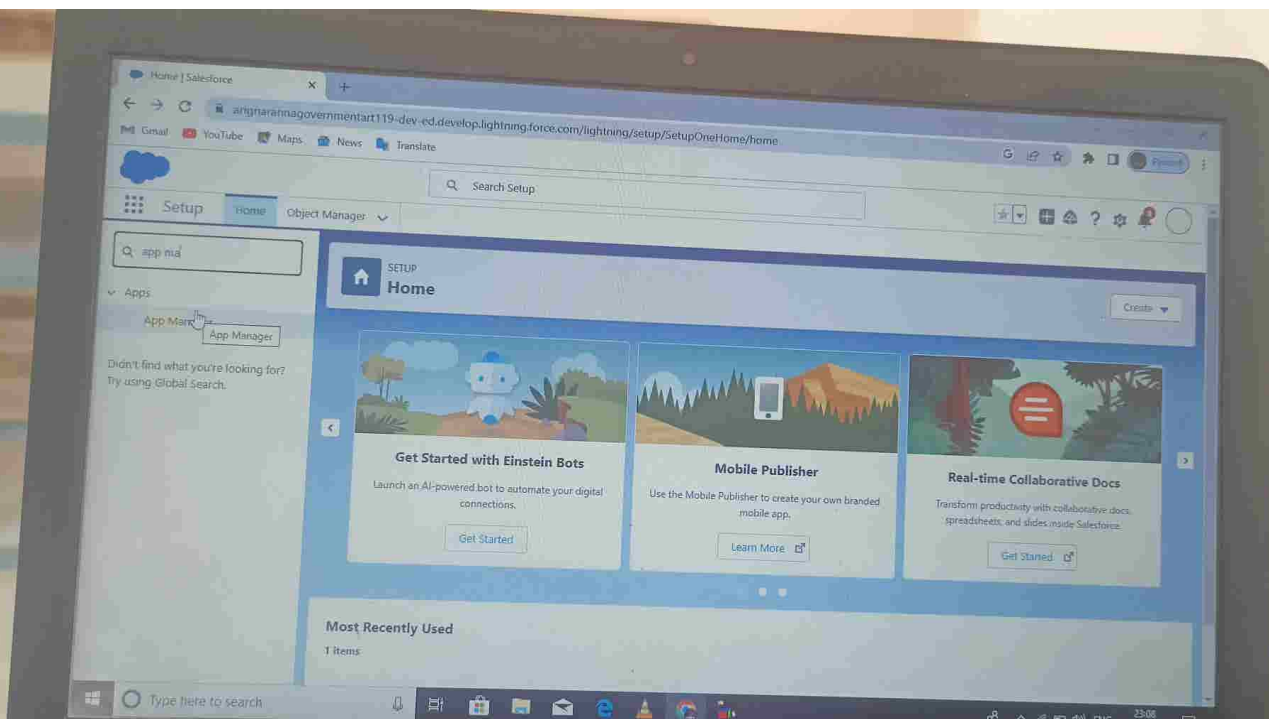 Home | Salesforce
arignarannagovernmentart119-dev-ed.develop.lightning.force.com/lightning/setup/SetupOneHome/home
Gmail YouTube Maps News Translate
Paused
Search Setup
Setup Home Object Manager
app ma
Apps
App Man
App Manager
Didn't find what you're looking for?
Try using Global Search.
SETUP
Home
Create
Get Started with Einstein Bots
Launch an AI-powered bot to automate your digital
connections.
Get Started
Mobile Publisher
Use the Mobile Publisher to create your own branded
mobile app.
Learn More
Real-time Collaborative Docs
Transform productivity with collaborative docs,
spreadsheets, and slides inside Salesforce.
Get Started
Most Recently Used
1 items
Type here to search
ENG
23:06